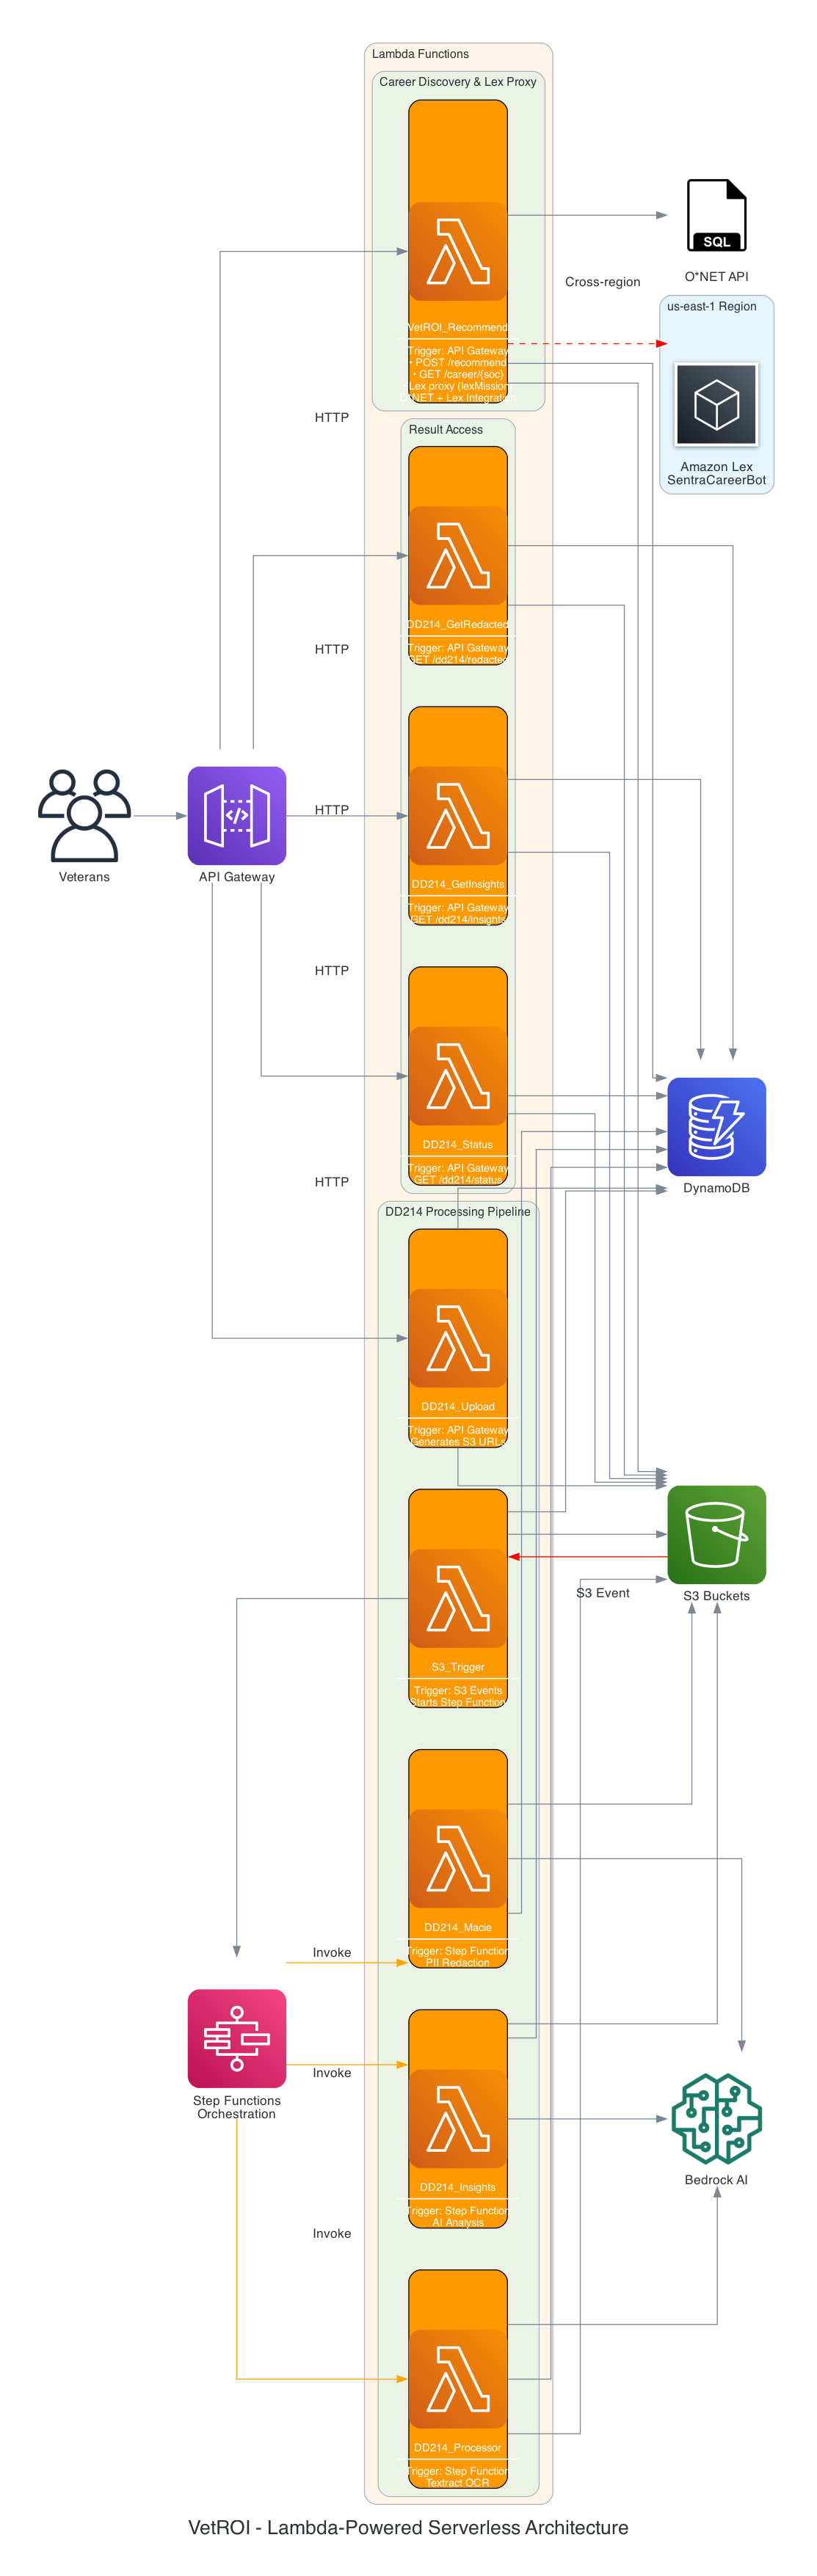 Lambda Functions
Career Discovery & Lex Proxy
SQL
O*NET API
Cross-region
us-east-1 Region
VetROI_Recommend
Trigger: API Gateway
• POST /recommend
• GET /career/{soc}
Lex proxy (lexMission
O*NET + Lex Integration
Amazon Lex
SentraCareerBot
HTTP
Result Access
DD214_GetRedacted
Trigger: API Gateway
GET /dd214/redacted
HTTP
HTTP
Veterans
API Gateway
DD214_GetInsights
Trigger: API Gateway
GET /dd214/insights
HTTP
DD214_Status
Trigger: API Gateway
GET /dd214/status
HTTP
DynamoDB
DD214 Processing Pipeline
DD214_Upload
Trigger: API Gateway
Generates S3 URLs
S3 Event
S3 Buckets
S3_Trigger
Trigger: S3 Events
Starts Step Function
DD214_Macie
Trigger: Step Function
PII Redaction
Invoke
Invoke
Step Functions
Orchestration
Bedrock AI
DD214_Insights
Trigger: Step Function
AI Analysis
Invoke
DD214_Processor
Trigger: Step Function
Textract OCR
VetROI - Lambda-Powered Serverless Architecture